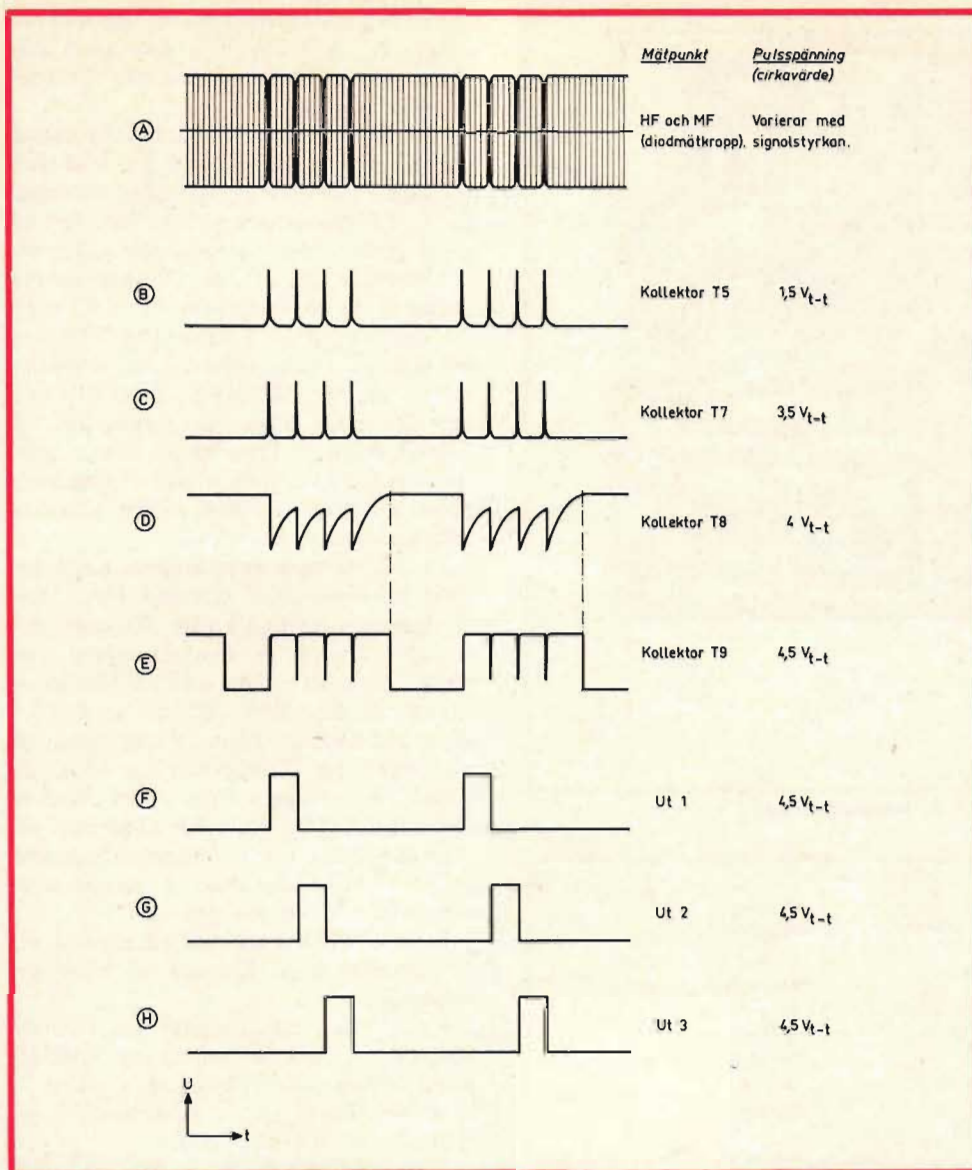 Mätpunkt Pulsspänning
(cirkavärde)
A HF och MF Varierar med
(diodmätkropp). signalstyrkan.
B Kollektor T5 1,5 Vt-t
C Kollektor T7 3,5 Vt-t
D Kollektor T8 4 Vt-t
E Kollektor T9 4,5 Vt-t
F Ut 1 4,5 Vt-t
G Ut 2 4,5 Vt-t
H Ut 3 4,5 Vt-t
U
t